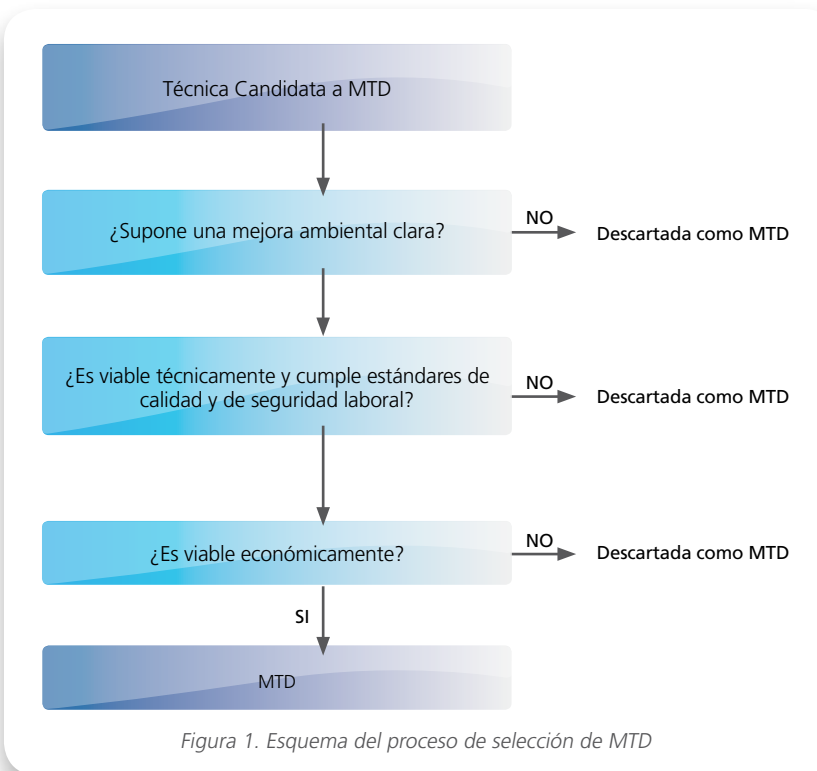 Técnica Candidata a MTD
¿Supone una mejora ambiental clara?
NO
Descartada como MTD
¿Es viable técnicamente y cumple estándares de
calidad y de seguridad laboral?
NO
Descartada como MTD
¿Es viable económicamente?
NO
Descartada como MTD
SI
MTD
Figura 1. Esquema del proceso de selección de MTD